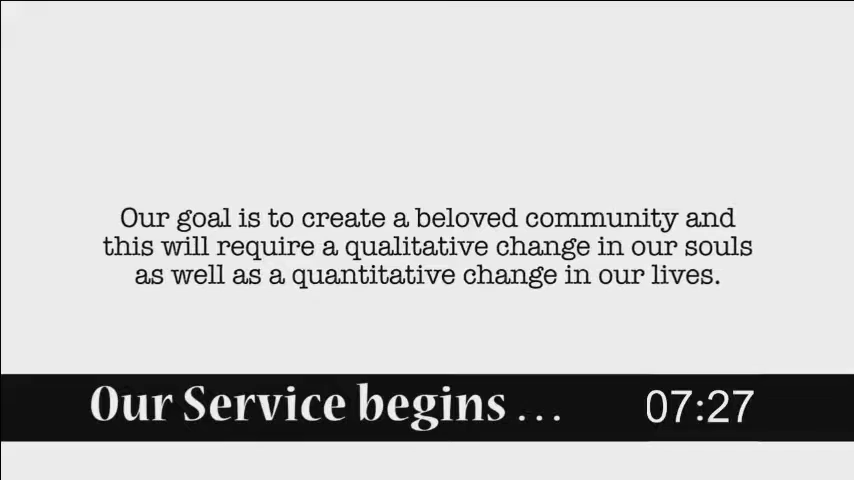 Our goal is to create a beloved community and
this will require a qualitative change in our souls
as well as a quantitative change in our lives.
Our Service begins ... 07:27